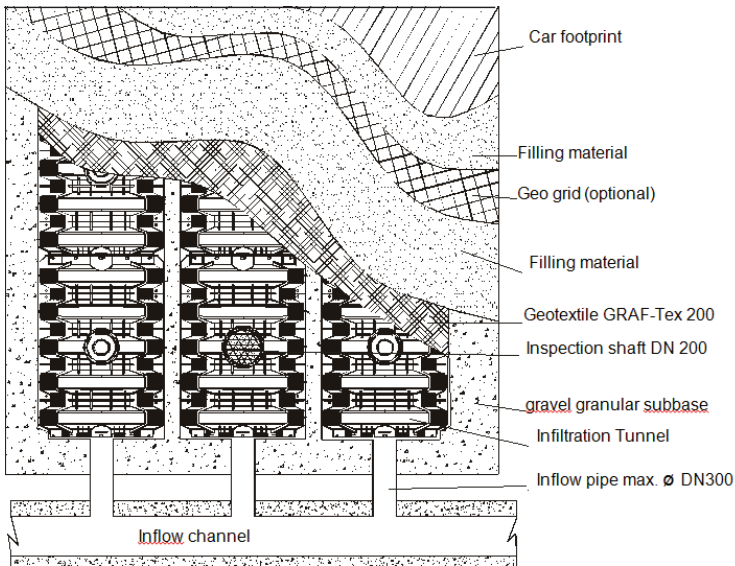 Car footprint
Filling material
Geo grid (optional)
Filling material
Geotextile GRAF-Tex 200
Inspection shaft DN 200
gravel granular subbase
Infiltration Tunnel
Inflow pipe max. ø DN300
Inflow channel